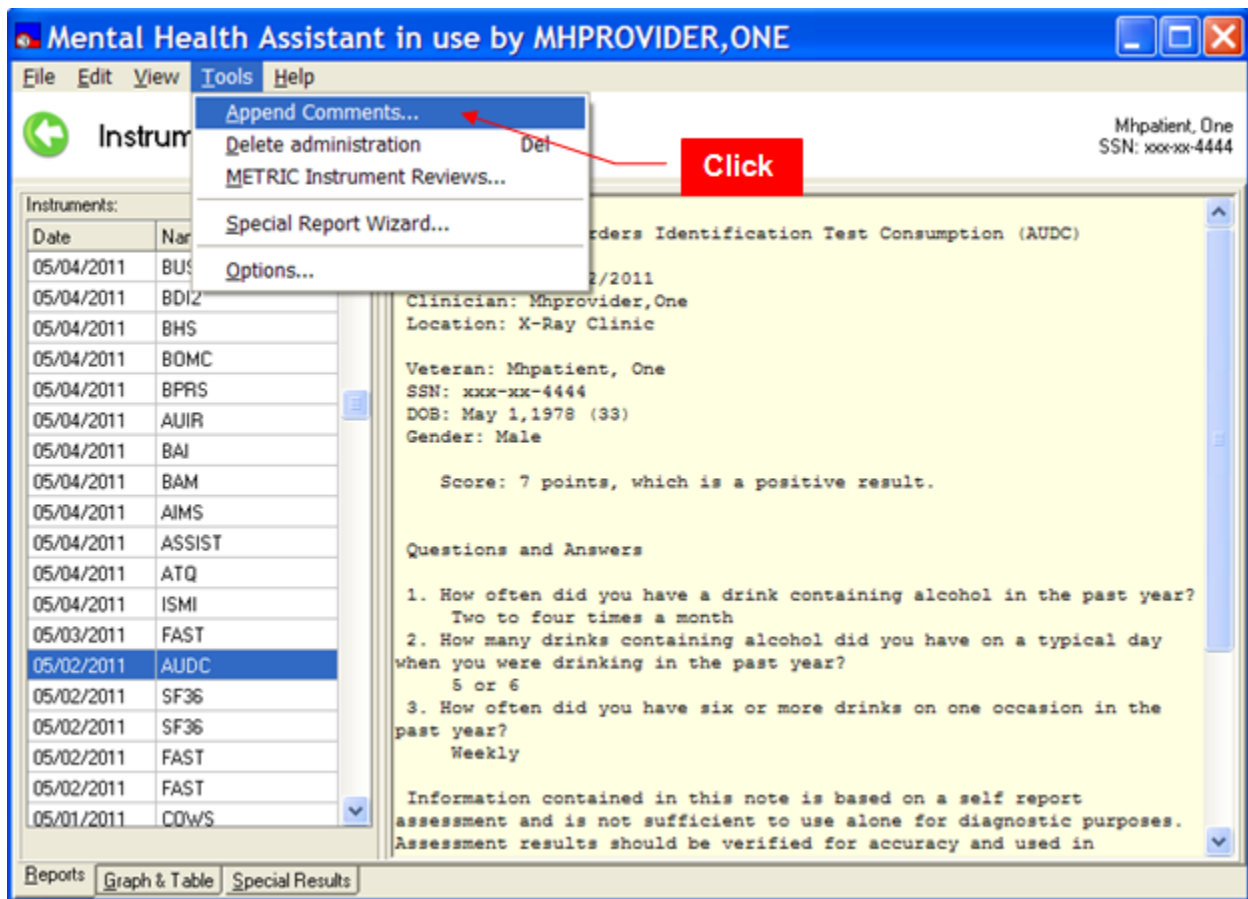 Mental Health Assistant in use by MHPROVIDER,ONE
File Edit View Tools Help
Append Comments...
Delete administration Del
METRIC Instrument Reviews...
Special Report Wizard...
Options...
Click
Mhpatient, One
SSN: xxx-xx-4444
Instruments:
Date
05/04/2011
05/04/2011 BDI2
05/04/2011 BHS
05/04/2011 BOMC
05/04/2011 BPRS
05/04/2011 AUIR
05/04/2011 BAI
05/04/2011 BAM
05/04/2011 AIMS
05/04/2011 ASSIST
05/04/2011 ATQ
05/04/2011 ISMI
05/03/2011 FAST
05/02/2011 AUDC
05/02/2011 SF36
05/02/2011 SF36
05/02/2011 FAST
05/02/2011 FAST
05/01/2011 COWS
Identification Test Consumption (AUDC)
Clinician: Mhprovider,One
Location: X-Ray Clinic
Veteran: Mhpatient, One
SSN: xxx-xx-4444
DOB: May 1,1978 (33)
Gender: Male
Score: 7 points, which is a positive result.
Questions and Answers
1. How often did you have a drink containing alcohol in the past year?
Two to four times a month
2. How many drinks containing alcohol did you have on a typical day
when you were drinking in the past year?
5 or 6
3. How often did you have six or more drinks on one occasion in the
past year?
Weekly
Information contained in this note is based on a self report
assessment and is not sufficient to use alone for diagnostic purposes.
Assessment results should be verified for accuracy and used in
Reports Graph & Table Special Results